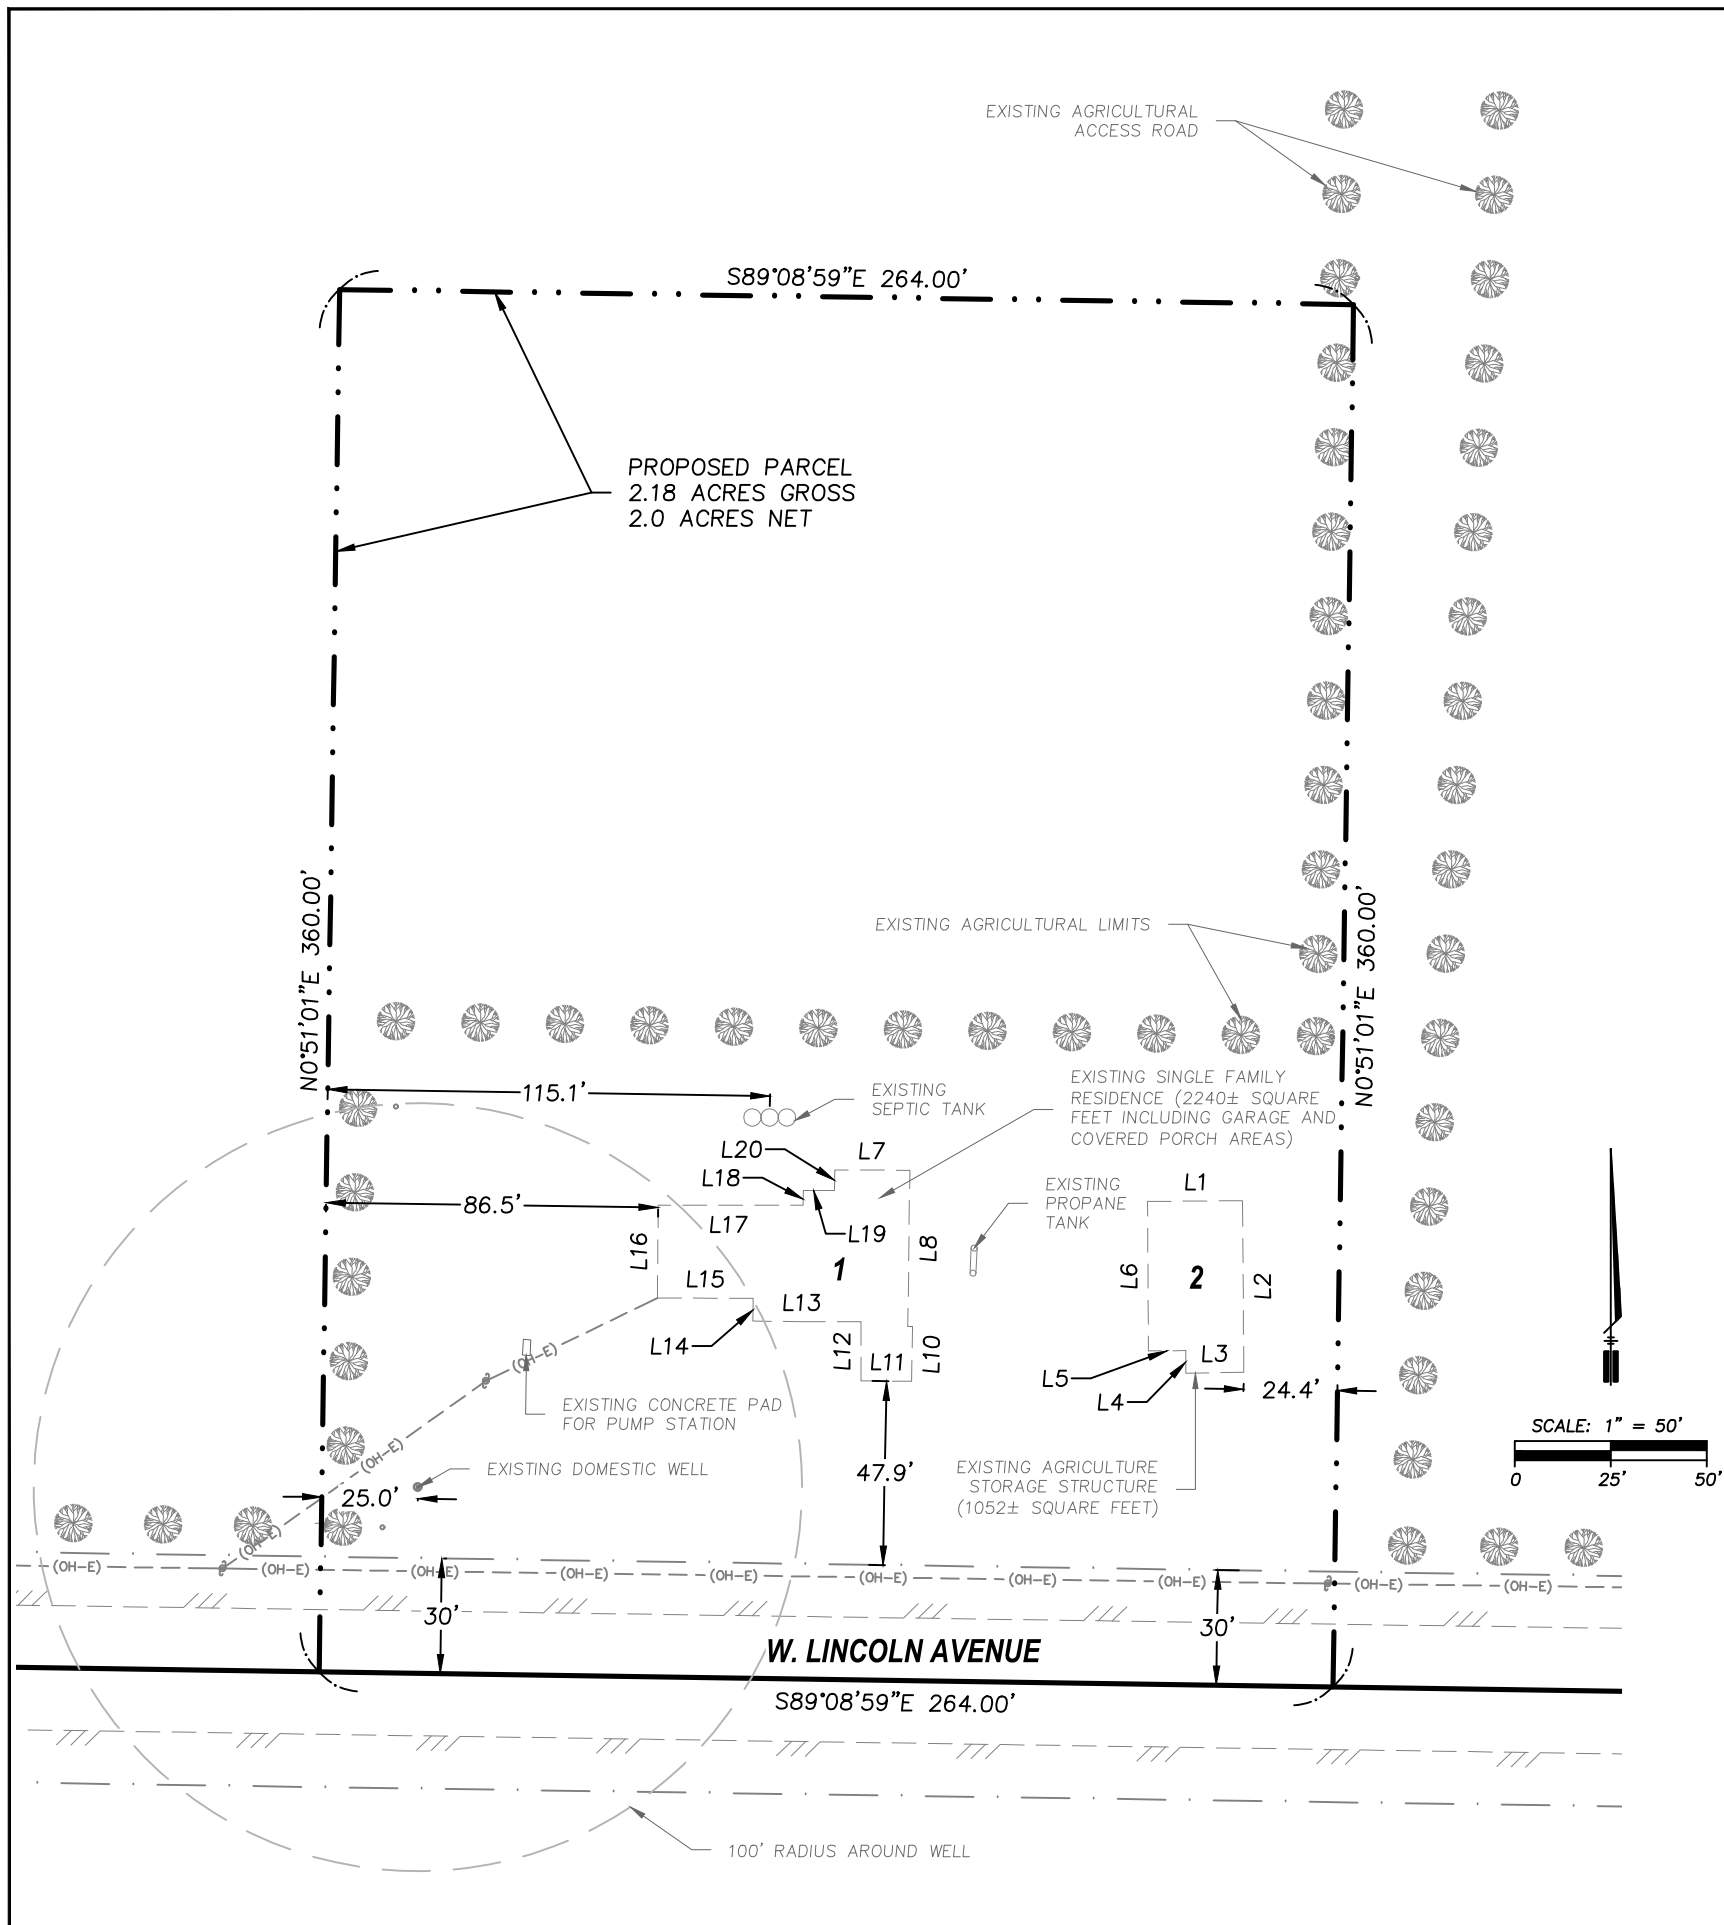 EXISTING AGRICULTURAL
ACCESS ROAD
S89°08'59"E 264.00'
PROPOSED PARCEL
2.18 ACRES GROSS
2.0 ACRES NET
N0°51'01"E 360.00'
N0°51'01"E 360.00'
EXISTING AGRICULTURAL LIMITS
115.1'
EXISTING
SEPTIC TANK
EXISTING SINGLE FAMILY
RESIDENCE (2240± SQUARE
FEET INCLUDING GARAGE AND
COVERED PORCH AREAS)
L20
L7
L18
86.5'
L17
L19
L16
1
L8
EXISTING
PROPANE
TANK
L1
L6
2
L2
L15
L13
L14
L12
L11
L10
L5
L3
L4
24.4'
(OH-E)
EXISTING CONCRETE PAD
FOR PUMP STATION
SCALE: 1" = 50'
0 25' 50'
(OH-E)
EXISTING DOMESTIC WELL
47.9'
EXISTING AGRICULTURE
STORAGE STRUCTURE
(1052± SQUARE FEET)
25.0'
(OH-E)
(OH-E) (OH-E) (OH-E) (OH-E) (OH-E) (OH-E) (OH-E) (OH-E) (OH-E) (OH-E)
30'
30'
W. LINCOLN AVENUE
S89°08'59"E 264.00'
100' RADIUS AROUND WELL